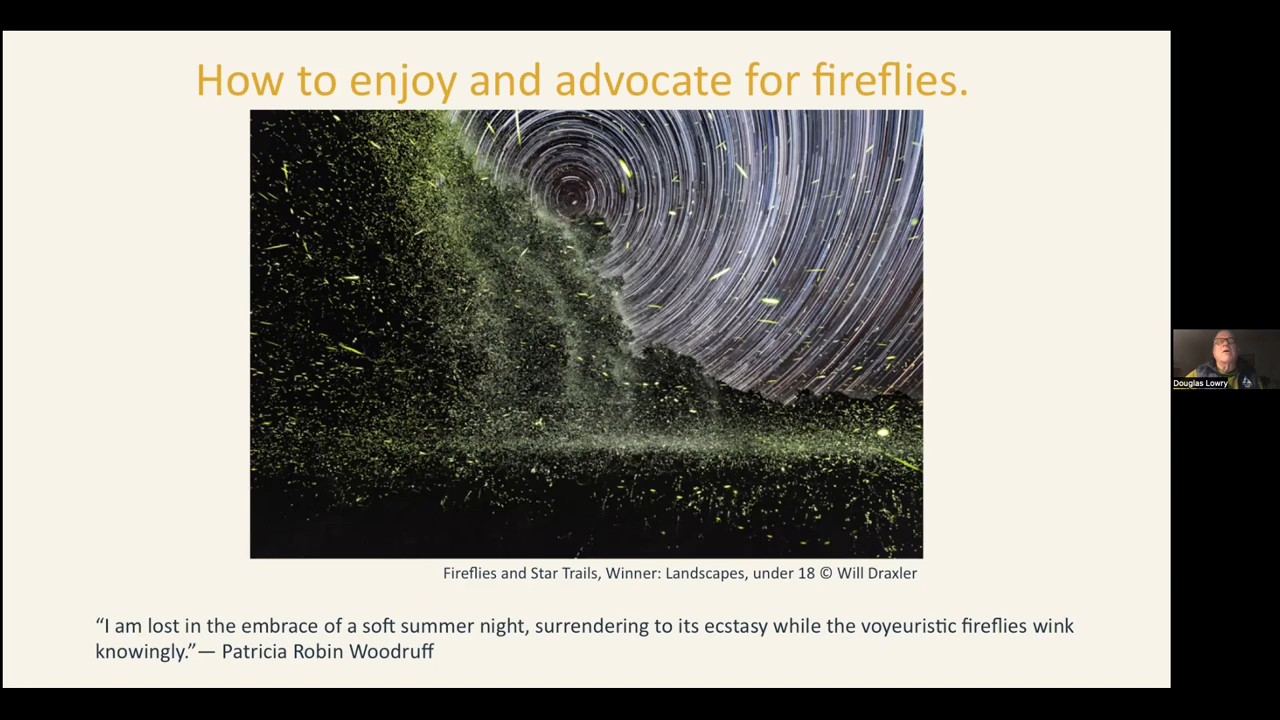 How to enjoy and advocate for fireflies.
Fireflies and Star Trails, Winner: Landscapes, under 18 © Will Draxler
“I am lost in the embrace of a soft summer night, surrendering to its ecstasy while the voyeuristic fireflies wink
knowingly.”— Patricia Robin Woodruff
Douglas Lowry